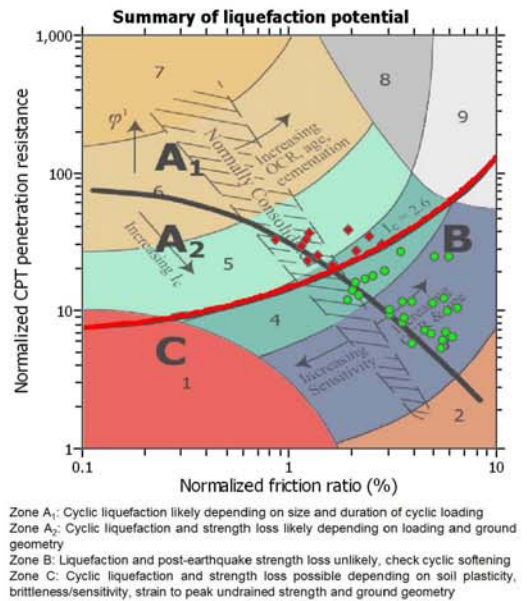 Summary of liquefaction potential
1,000
7
8
9
φ'
Increasing
OCR, age,
cementation
Normally Consolid
A1
100
6
A2
Increasing Ic
5
Ic = 2.6
B
10
4
C
1
Increasing
Sensitivity
2
1
0.1
1
10
Normalized CPT penetration resistance
Normalized friction ratio (%)
Zone A1: Cyclic liquefaction likely depending on size and duration of cyclic loading
Zone A2: Cyclic liquefaction and strength loss likely depending on loading and ground
geometry
Zone B: Liquefaction and post-earthquake strength loss unlikely, check cyclic softening
Zone C: Cyclic liquefaction and strength loss possible depending on soil plasticity,
brittleness/sensitivity, strain to peak undrained strength and ground geometry